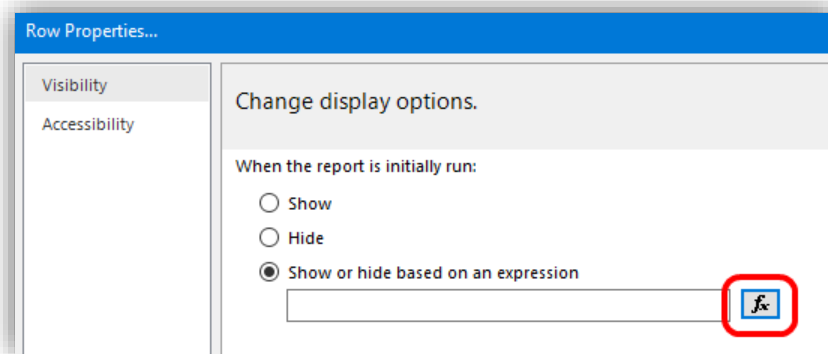 Row Properties...
Visibility
Accessibility
Change display options.
When the report is initially run:
Show
Hide
Show or hide based on an expression
fx